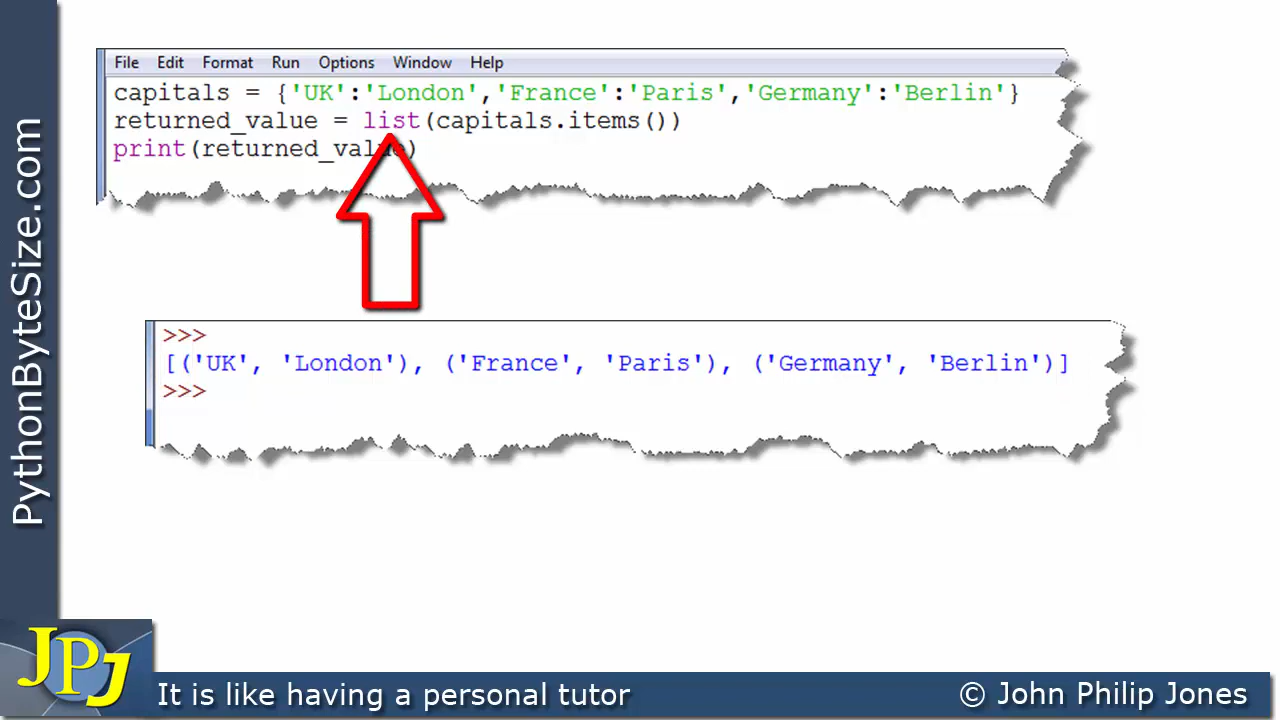 PythonByteSize.com
File Edit Format Run Options Window Help
capitals = {'UK':'London','France':'Paris','Germany':'Berlin'}
returned_value = list(capitals.items())
print(returned_value)
>>>
[('UK', 'London'), ('France', 'Paris'), ('Germany', 'Berlin')]
>>>
JPJ
It is like having a personal tutor
© John Philip Jones